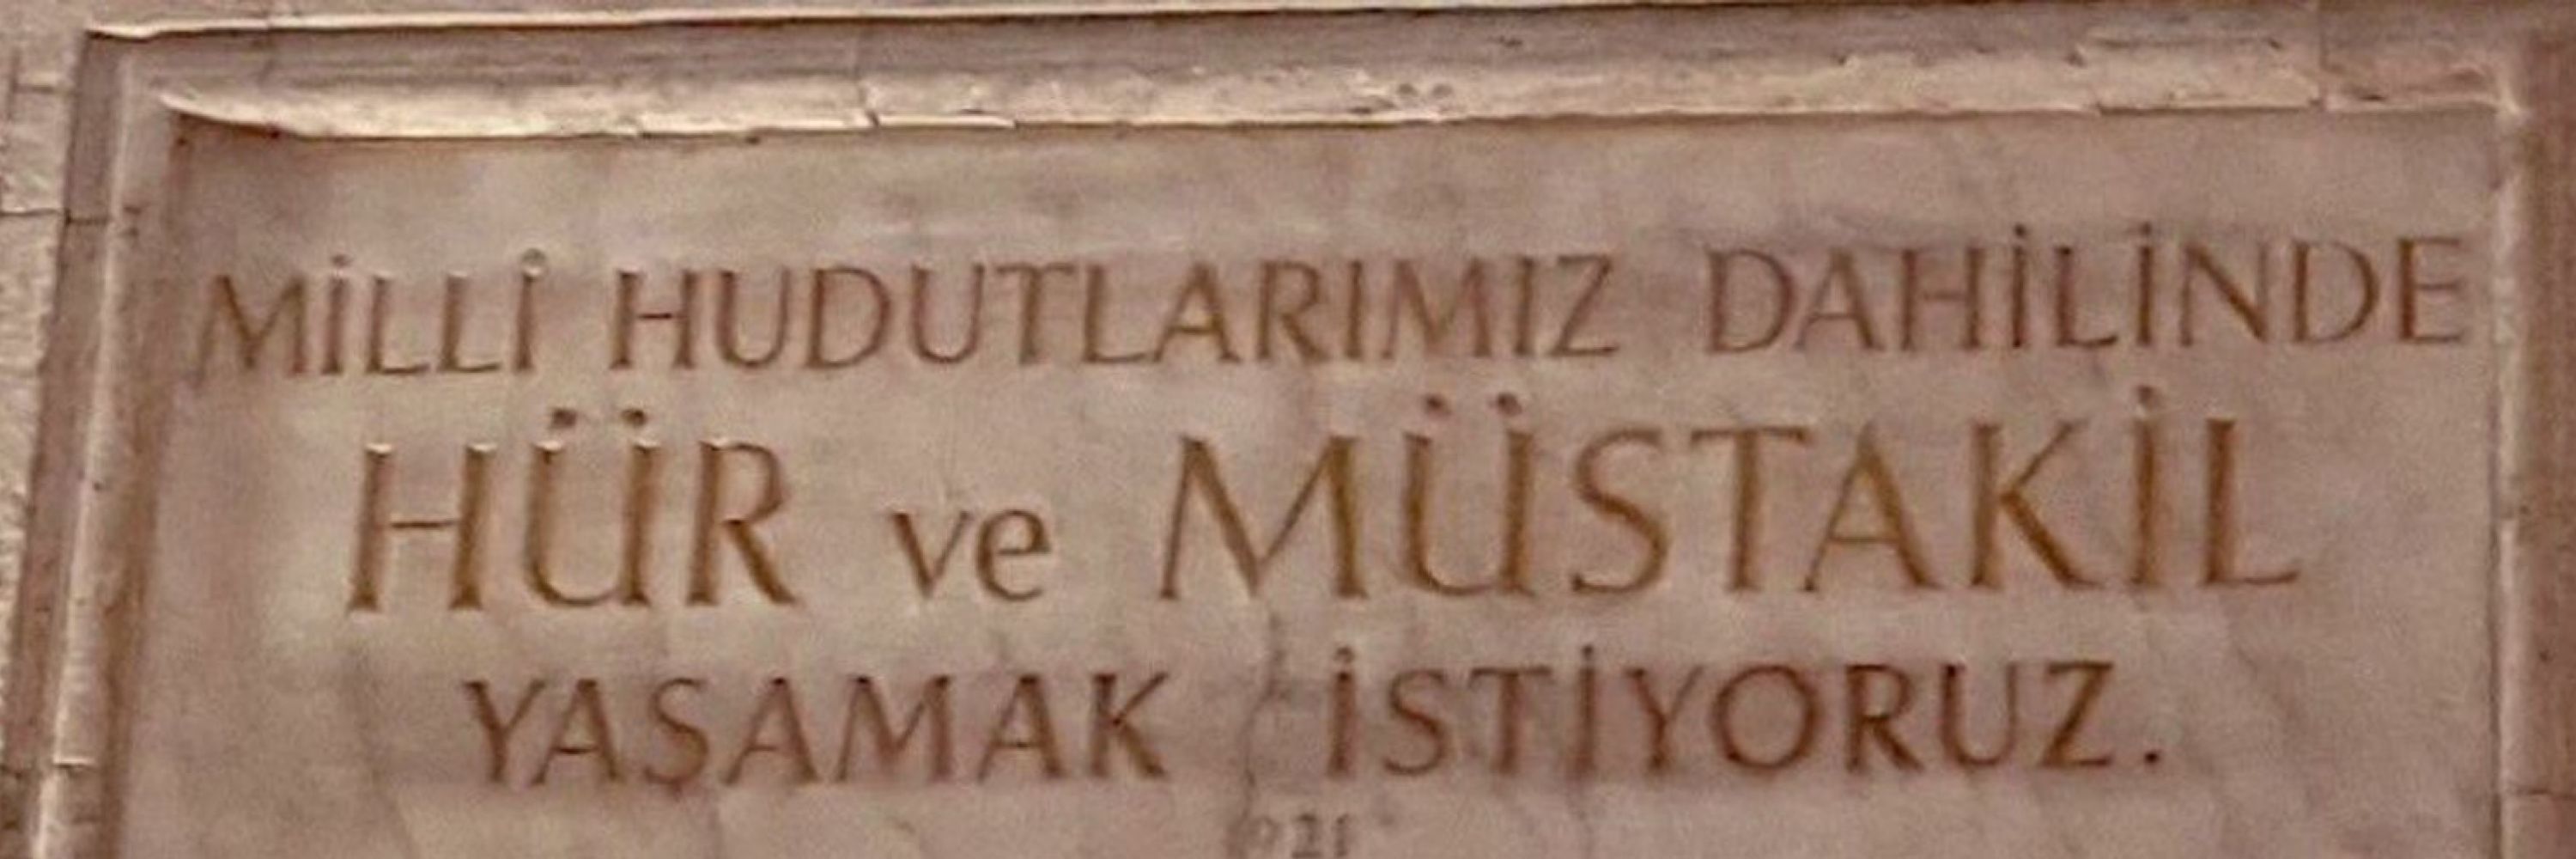 MİLLİ HUDUTLARIMIZ DAHİLİNDE
HÜR ve MÜSTAKİL
YAŞAMAK İSTİYORUZ.